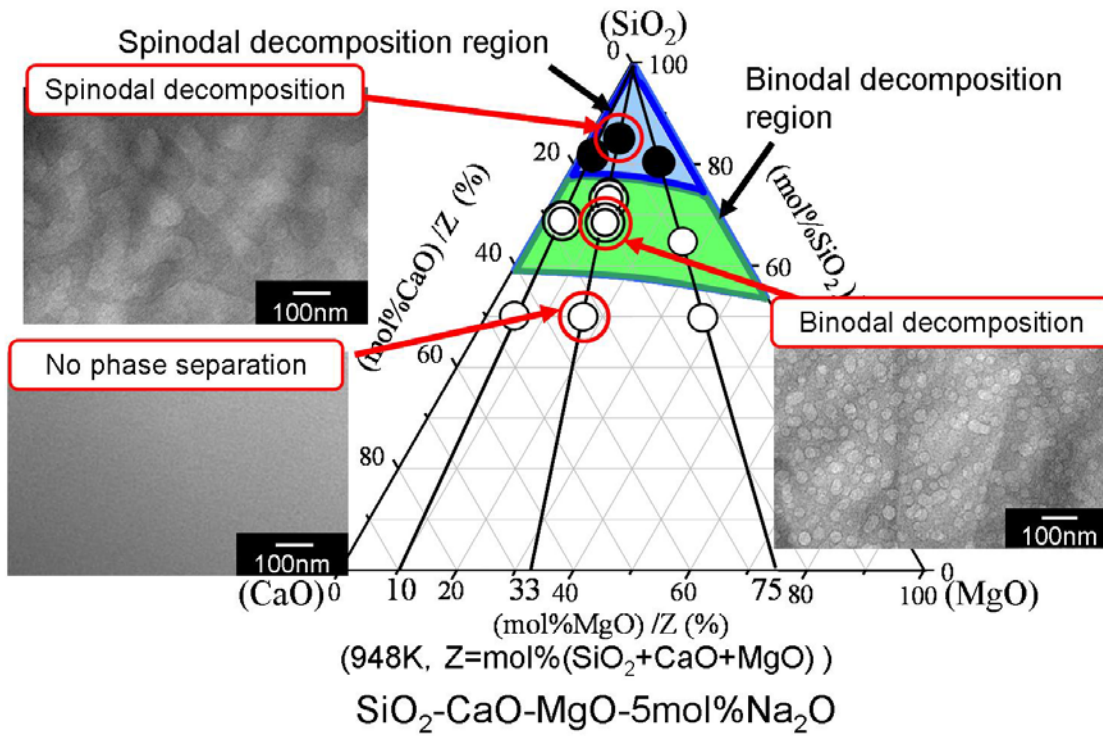 (SiO2)
Spinodal decomposition region
0
100
Spinodal decomposition
Binodal decomposition
region
20
80
(mol%CaO) /Z (%)
(mol%SiO2)
40
60
100nm
Binodal decomposition
No phase separation
60
80
100nm
100nm
(CaO)
0
10
20
33
40
60
75
80
100
0
(MgO)
(mol%MgO) /Z (%)
(948K, Z=mol%(SiO2+CaO+MgO) )
SiO2-CaO-MgO-5mol%Na2O